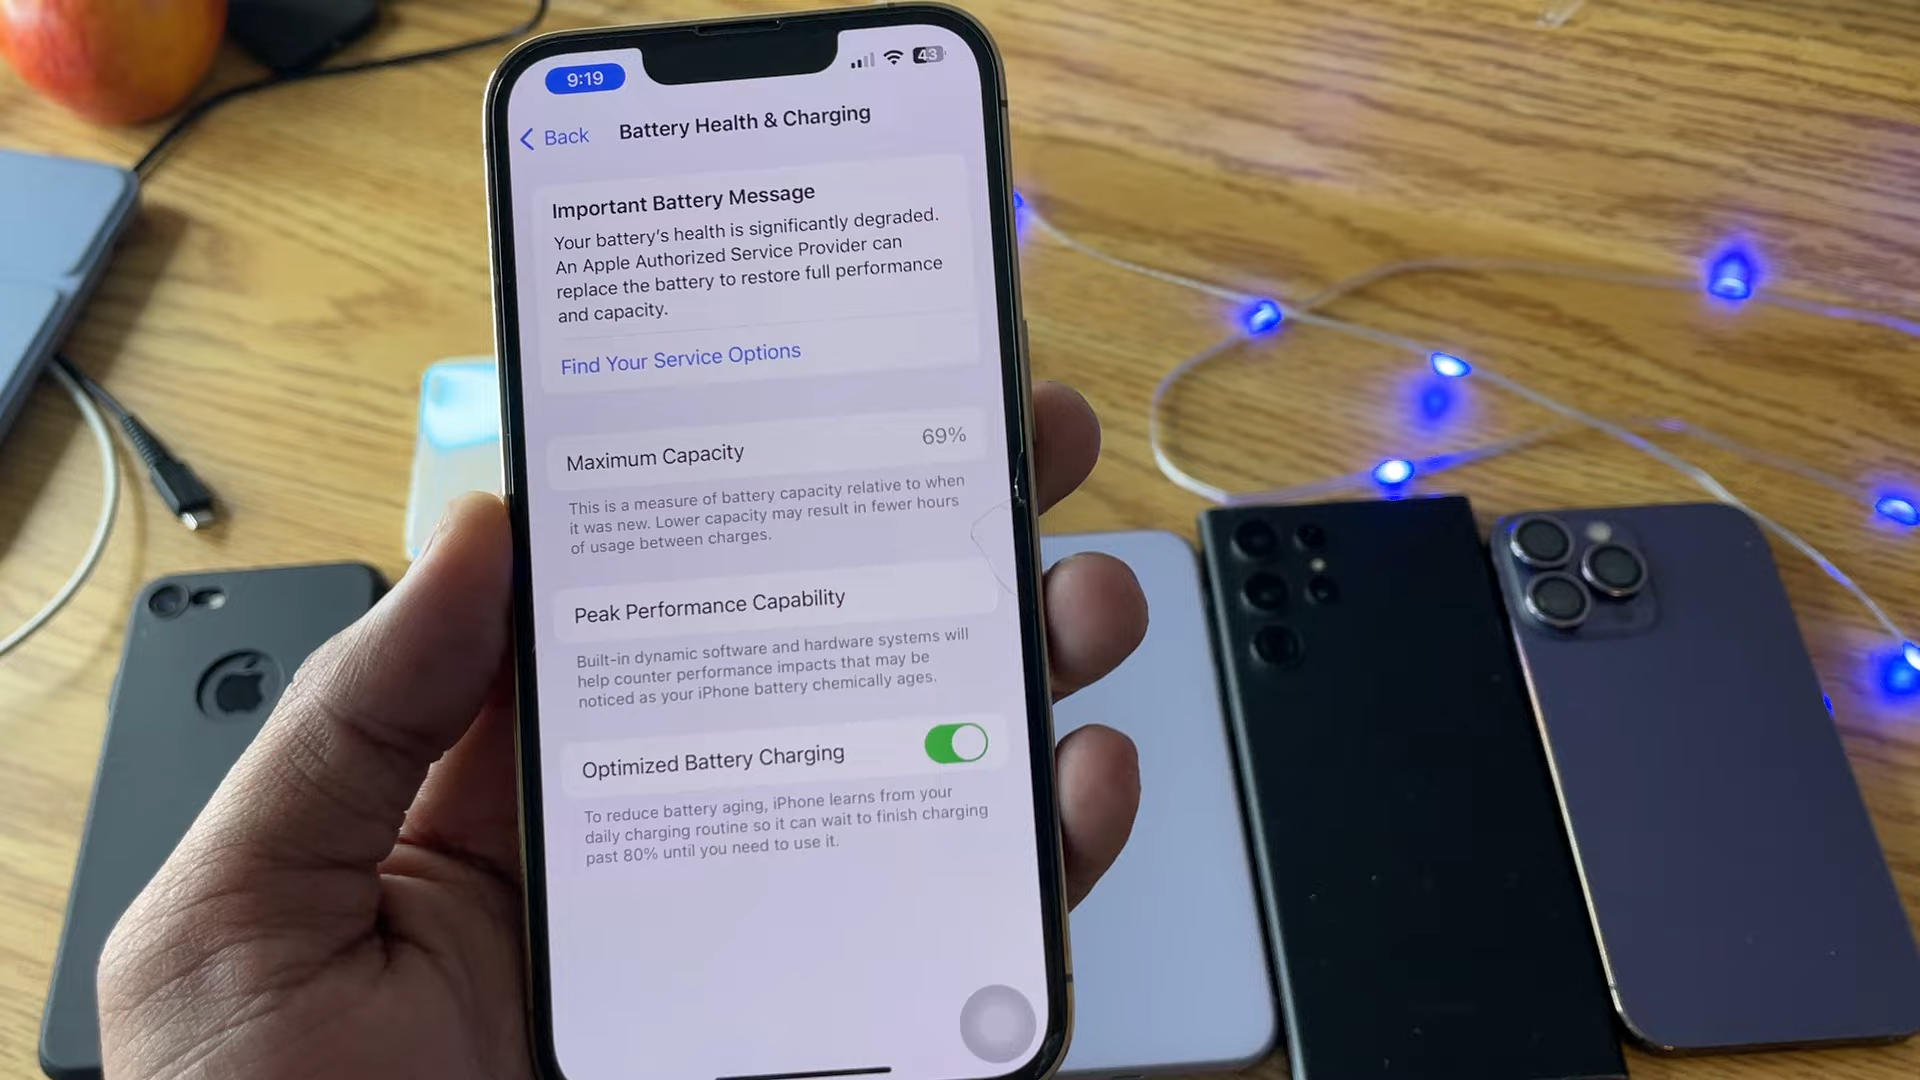 9:19
43
Back
Battery Health & Charging
Important Battery Message
Your battery's health is significantly degraded.
An Apple Authorized Service Provider can
replace the battery to restore full performance
and capacity.
Find Your Service Options
Maximum Capacity 69%
This is a measure of battery capacity relative to when
it was new. Lower capacity may result in fewer hours
of usage between charges.
Peak Performance Capability
Built-in dynamic software and hardware systems will
help counter performance impacts that may be
noticed as your iPhone battery chemically ages.
Optimized Battery Charging
To reduce battery aging, iPhone learns from your
daily charging routine so it can wait to finish charging
past 80% until you need to use it.